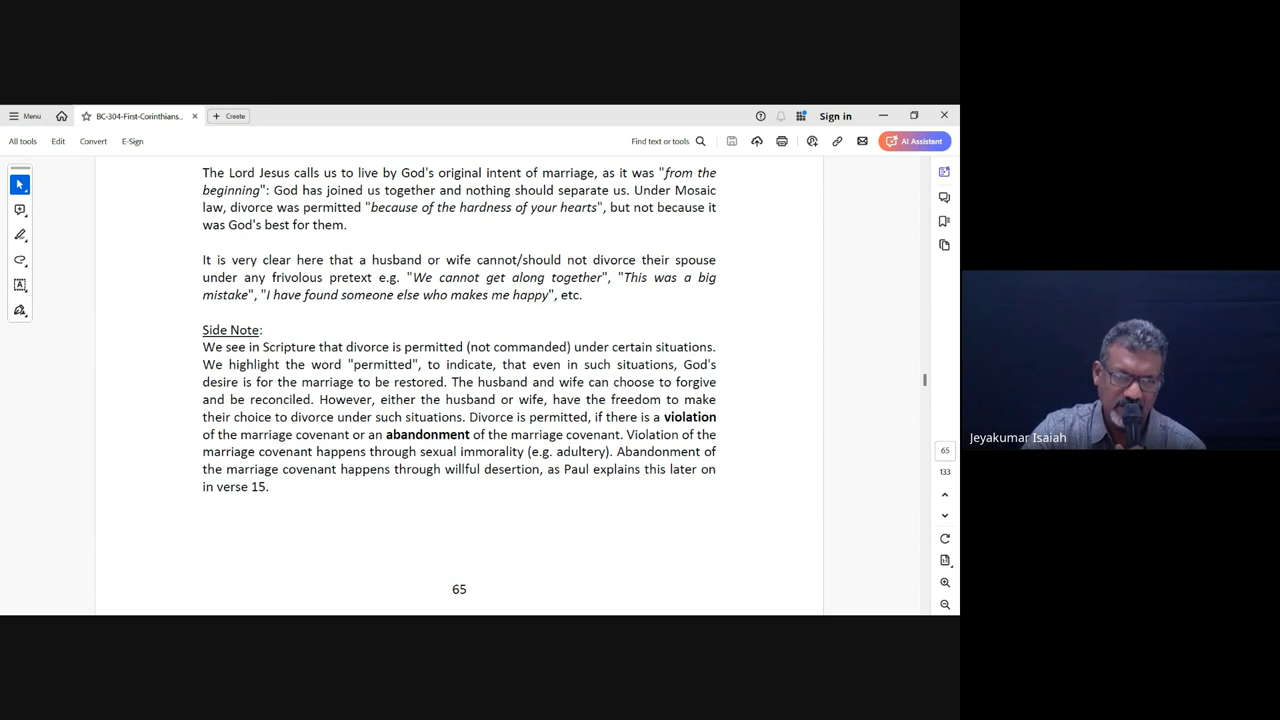 Menu
BC-304-First-Corinthians...
Create
Sign in
All tools
Edit
Convert
E-Sign
Find text or tools
AI Assistant
The Lord Jesus calls us to live by God's original intent of marriage, as it was "from the
beginning": God has joined us together and nothing should separate us. Under Mosaic
law, divorce was permitted "because of the hardness of your hearts", but not because it
was God's best for them.
It is very clear here that a husband or wife cannot/should not divorce their spouse
under any frivolous pretext e.g. "We cannot get along together", "This was a big
mistake", "I have found someone else who makes me happy", etc.
Side Note:
We see in Scripture that divorce is permitted (not commanded) under certain situations.
We highlight the word "permitted", to indicate, that even in such situations, God's
desire is for the marriage to be restored. The husband and wife can choose to forgive
and be reconciled. However, either the husband or wife, have the freedom to make
their choice to divorce under such situations. Divorce is permitted, if there is a violation
of the marriage covenant or an abandonment of the marriage covenant. Violation of the
marriage covenant happens through sexual immorality (e.g. adultery). Abandonment of
the marriage covenant happens through willful desertion, as Paul explains this later on
in verse 15.
65
65
133
Jeyakumar Isaiah